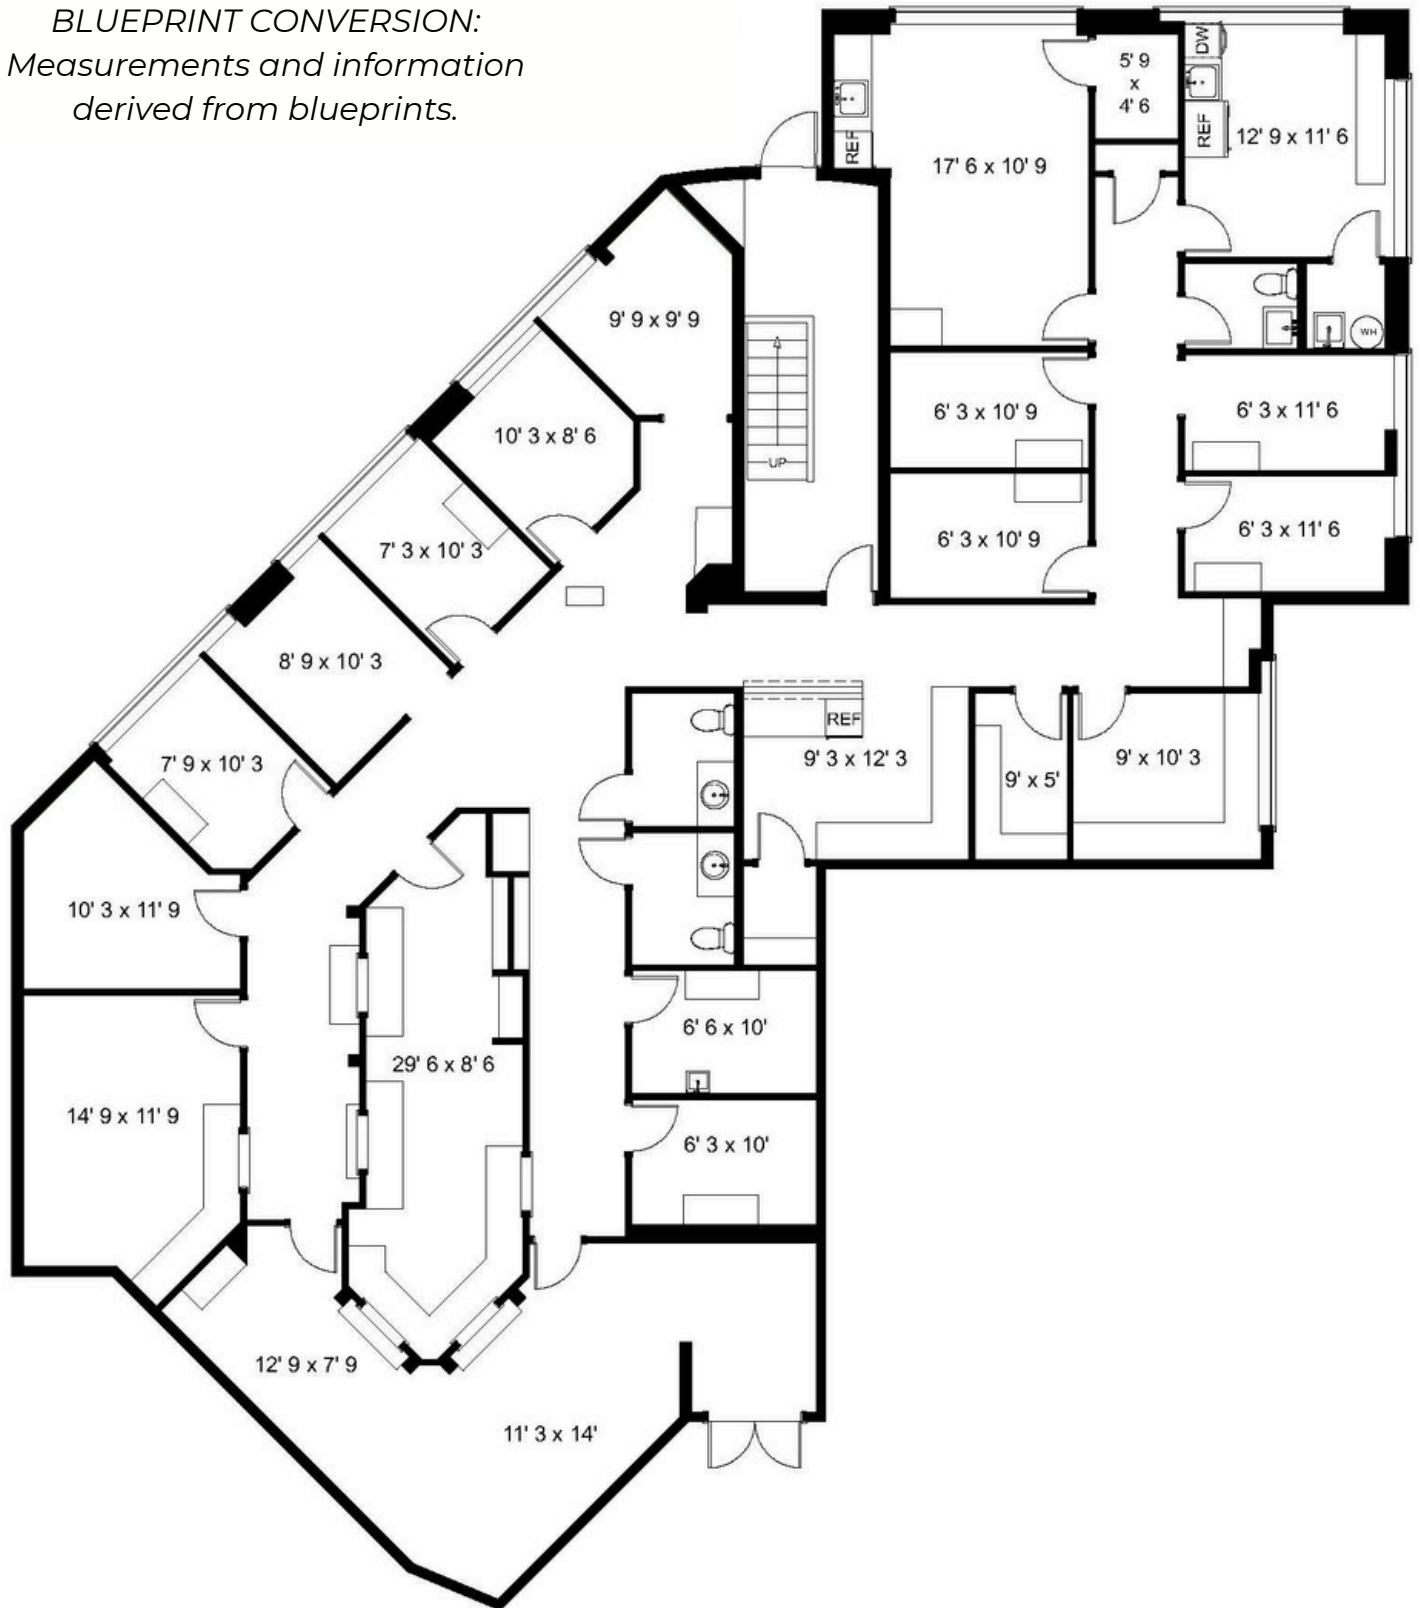 BLUEPRINT CONVERSION:
Measurements and information
derived from blueprints.
DW
5' 9
x
4' 6
REF
REF
12' 9 x 11' 6
17' 6 x 10' 9
9' 9 x 9' 9
WH
6' 3 x 10' 9
6' 3 x 11' 6
10' 3 x 8' 6
UP
6' 3 x 11' 6
6' 3 x 10' 9
7' 3 x 10' 3
8' 9 x 10' 3
REF
7' 9 x 10' 3
9' 3 x 12' 3
9' x 5'
9' x 10' 3
10' 3 x 11' 9
6' 6 x 10'
29' 6 x 8' 6
14' 9 x 11' 9
6' 3 x 10'
12' 9 x 7' 9
11' 3 x 14'